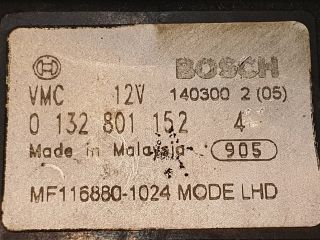 BOSCH
VMC 12V 140300 2 (05)
0 132 801 152 4
Made in Malaysia 905
MF116880-1024 MODE LHD